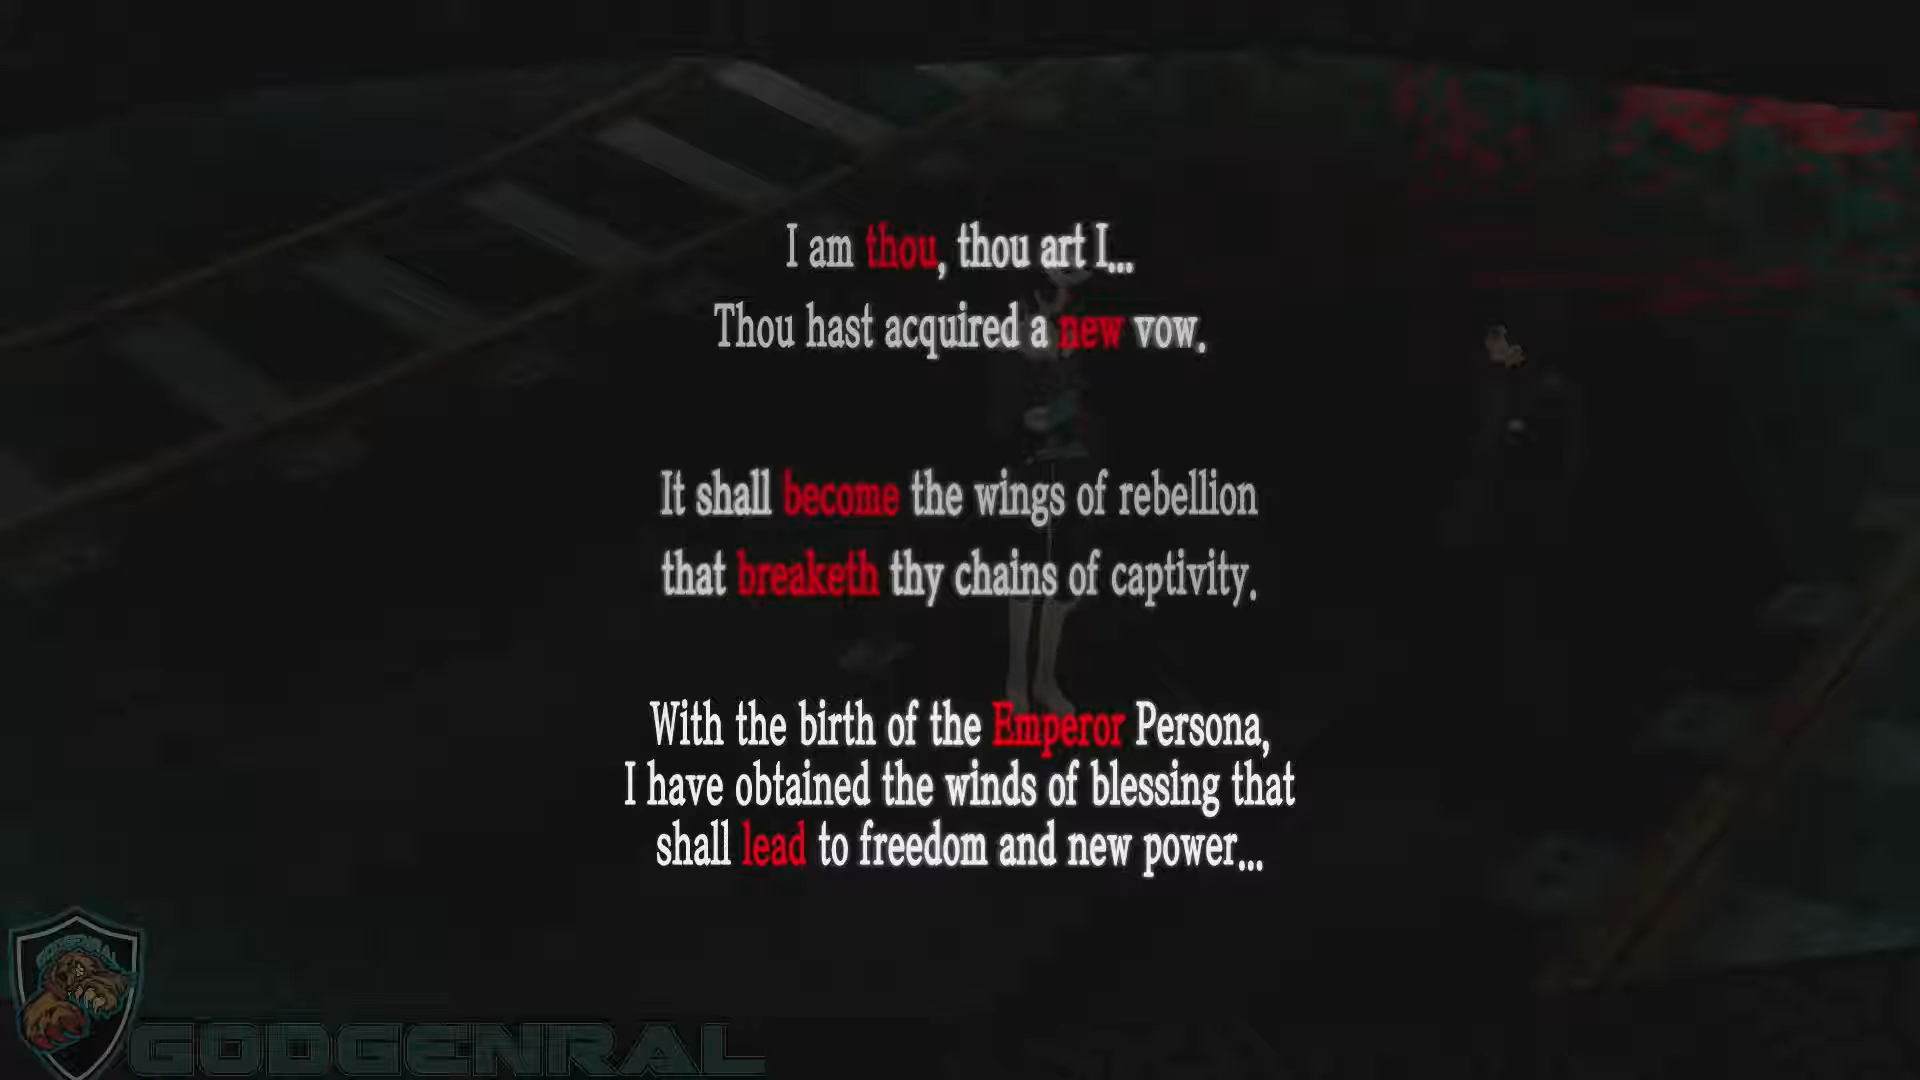 I am thou, thou art I...
Thou hast acquired a new vow.
It shall become the wings of rebellion
that breaketh thy chains of captivity.
With the birth of the Emperor Persona,
I have obtained the winds of blessing that
shall lead to freedom and new power...
GODGENRAL
GODGENRAL